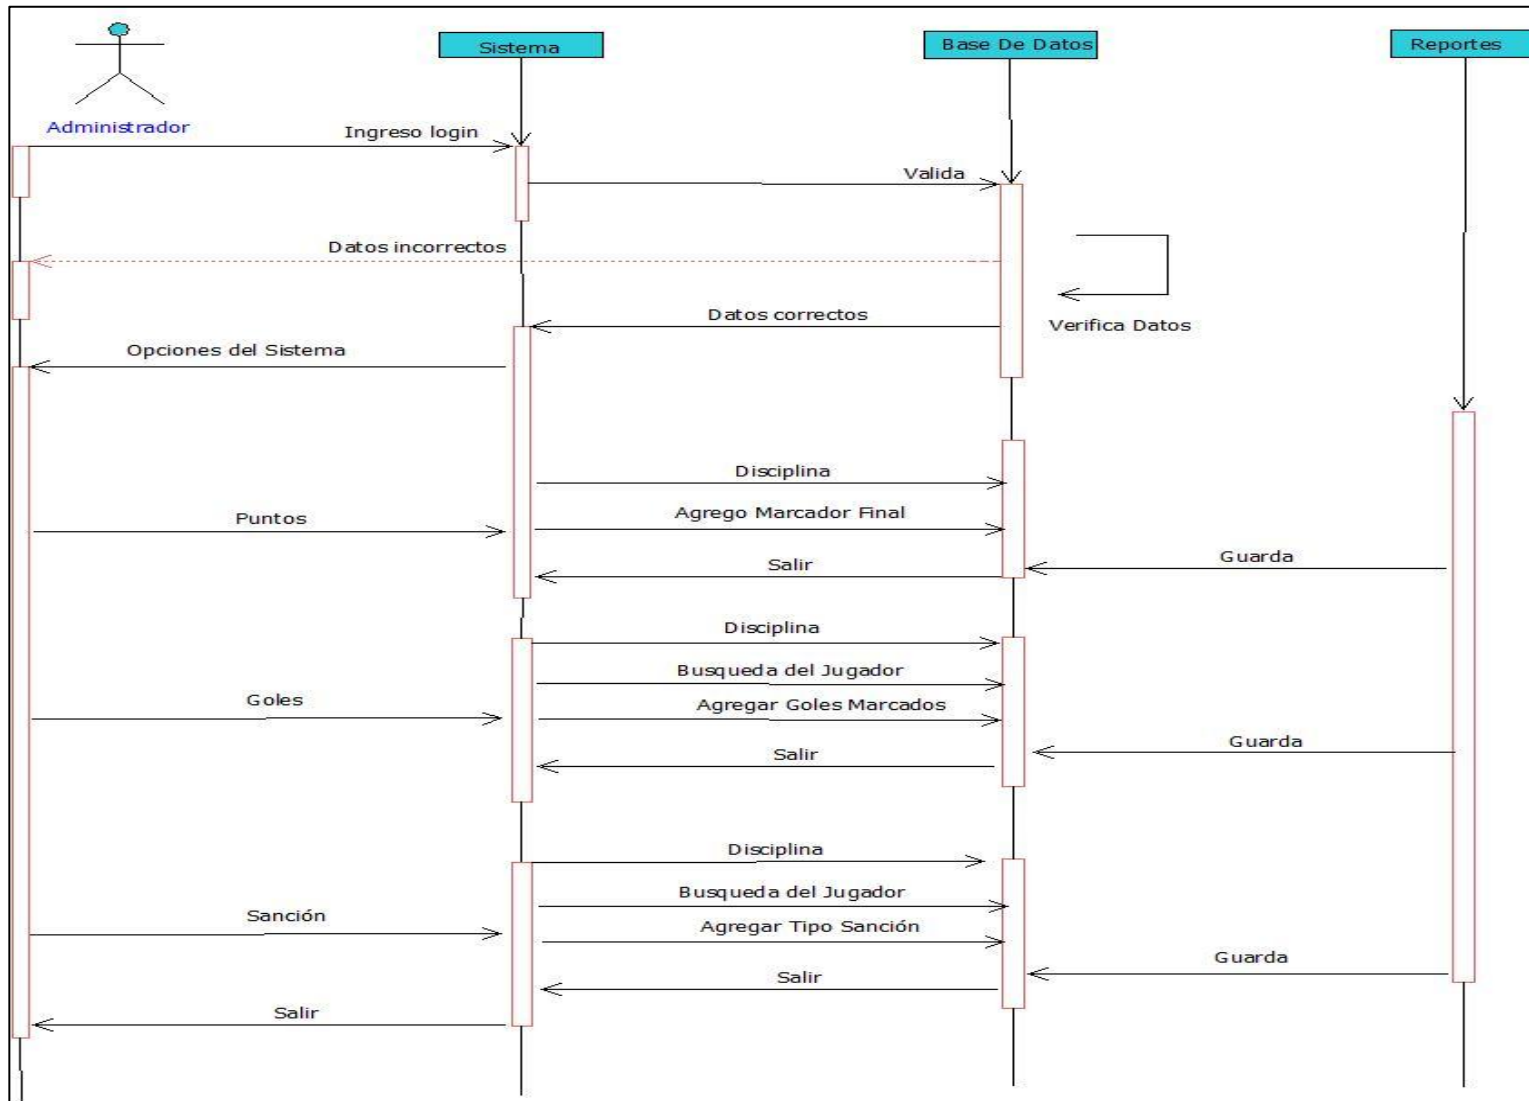 Sistema
Base De Datos
Reportes
Administrador
Ingreso login
Valida
Datos incorrectos
Datos correctos
Verifica Datos
Opciones del Sistema
Disciplina
Puntos
Agrego Marcador Final
Guarda
Salir
Disciplina
Busqueda del Jugador
Goles
Agregar Goles Marcados
Guarda
Salir
Disciplina
Busqueda del Jugador
Sanción
Agregar Tipo Sanción
Guarda
Salir
Salir